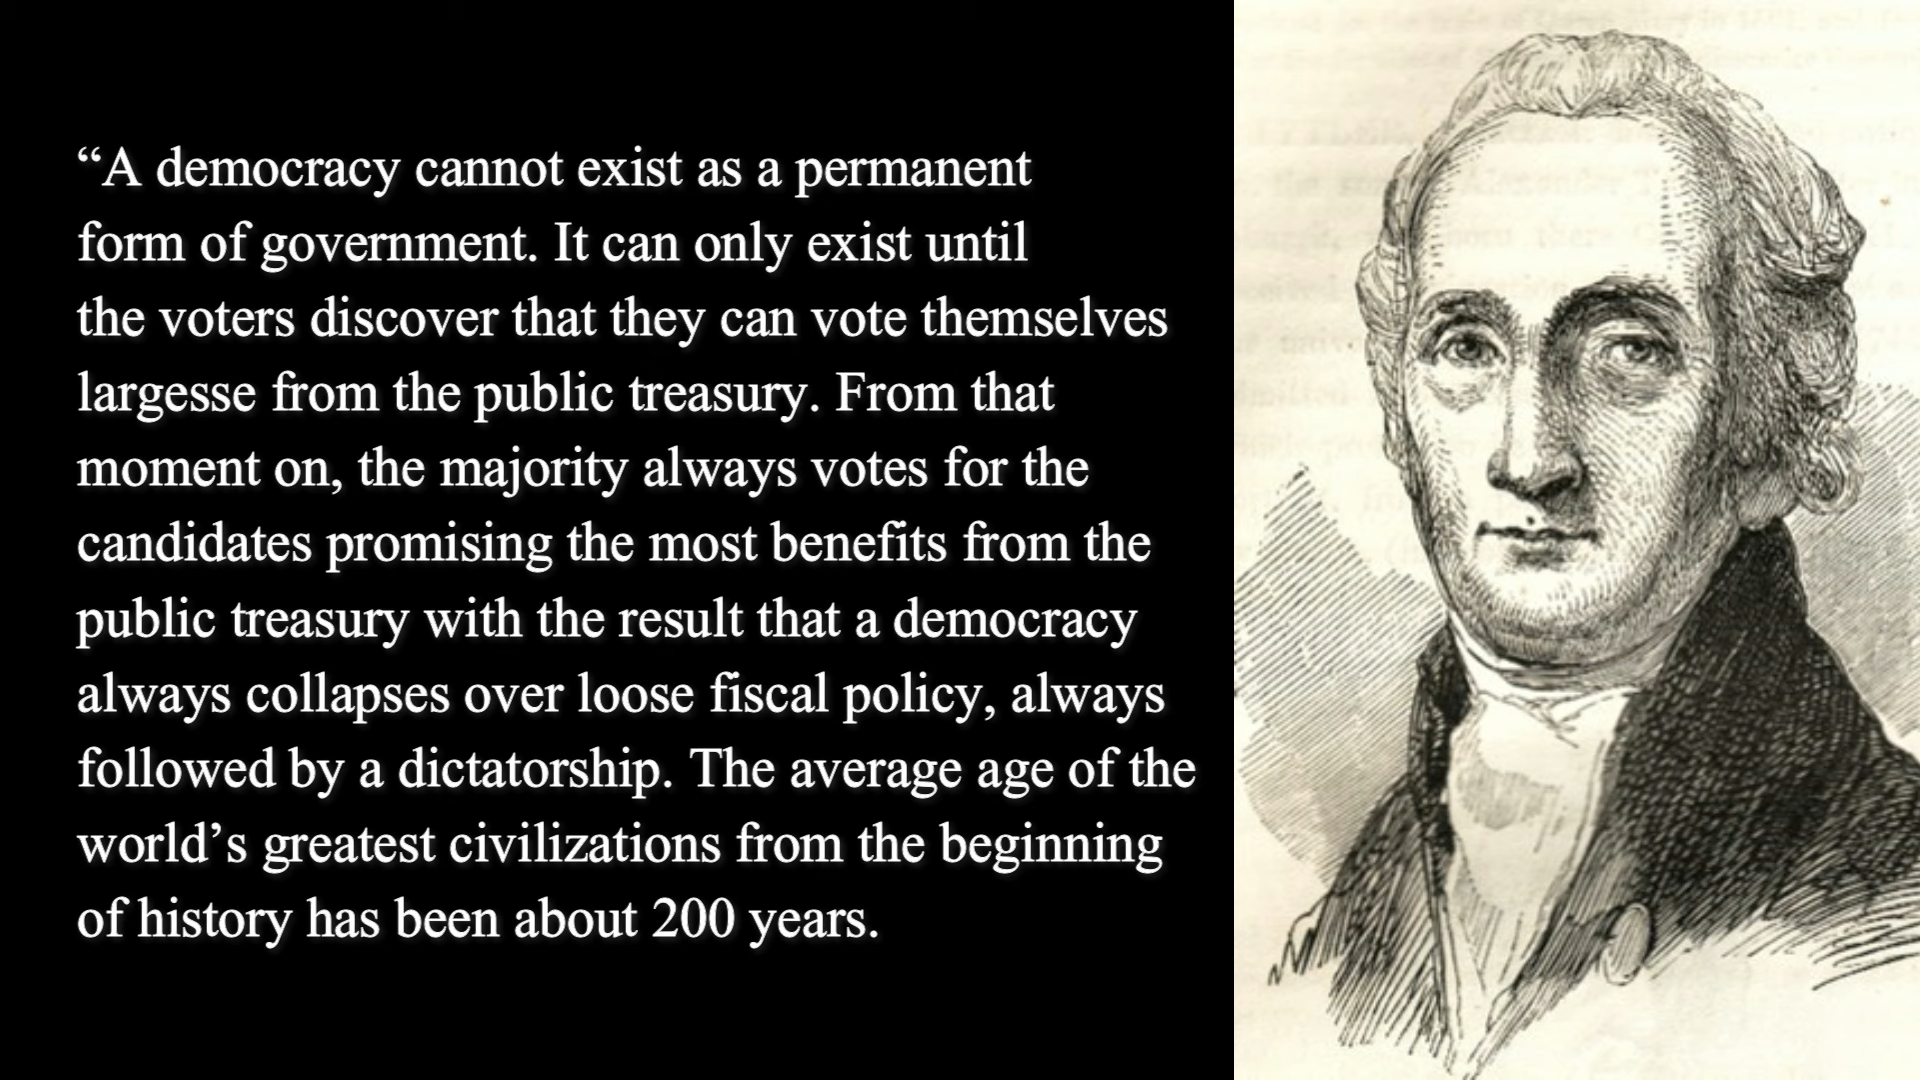 “A democracy cannot exist as a permanent
form of government. It can only exist until
the voters discover that they can vote themselves
largesse from the public treasury. From that
moment on, the majority always votes for the
candidates promising the most benefits from the
public treasury with the result that a democracy
always collapses over loose fiscal policy, always
followed by a dictatorship. The average age of the
world’s greatest civilizations from the beginning
of history has been about 200 years.